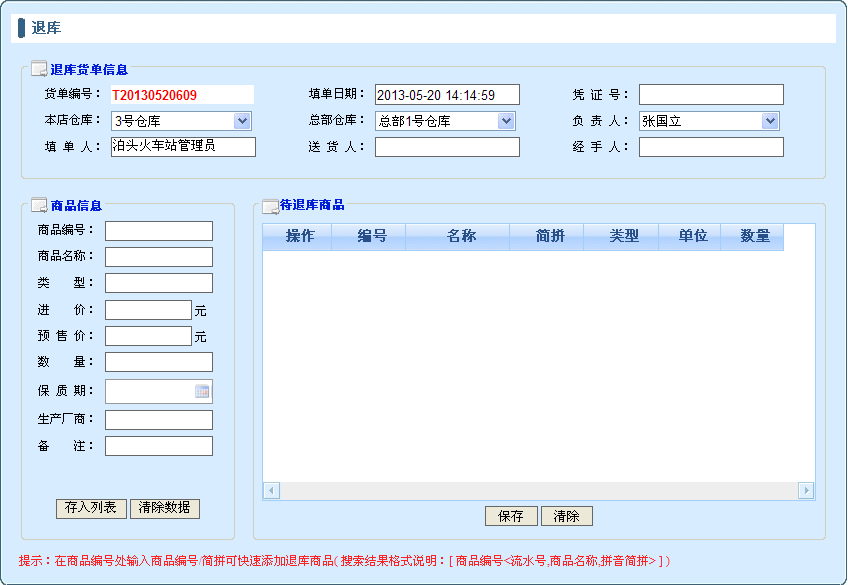 退库
退库货单信息
货单编号： T20130520609 填单日期： 2013-05-20 14:14:59 凭 证 号：
本店仓库： 3号仓库 总部仓库： 总部1号仓库 负 责 人： 张国立
填 单 人： 泊头火车站管理员 送 货 人： 经 手 人：
商品信息
商品编号：
商品名称：
类 型：
进 价： 元
预 售 价： 元
数 量：
保 质 期：
生产厂商：
备 注：
存入列表 清除数据
待退库商品
操作 编号 名称 简拼 类型 单位 数量
保存 清除
提示：在商品编号处输入商品编号/简拼可快速添加退库商品( 搜索结果格式说明：[ 商品编号<流水号,商品名称,拼音简拼> ] )